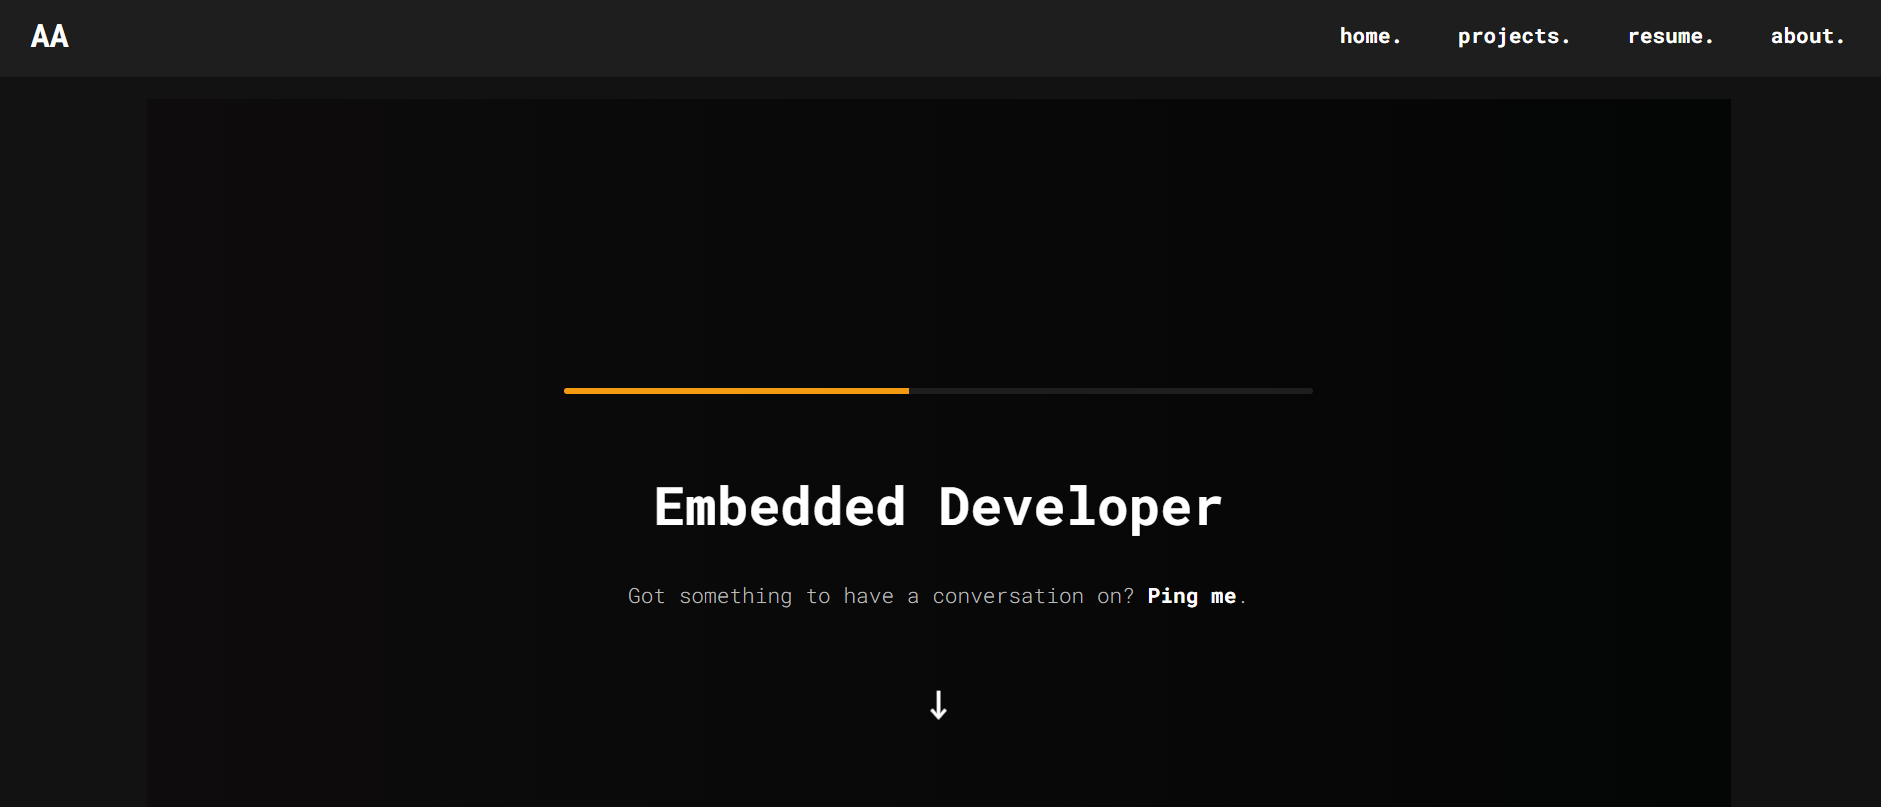 AA
home. projects. resume. about.
Embedded Developer
Got something to have a conversation on? Ping me.